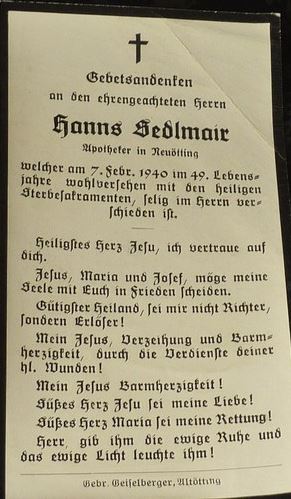 Gebetsandenken
an den ehrengeachteten Herrn
Hanns Sedlmair
Apotheker in Neuötting
welcher am 7. Febr. 1940 im 49. Lebens-
jahre wohlversehen mit den heiligen
Sterbesakramenten, selig im Herrn ver-
schieden ist.
Heiligstes Herz Jesu, ich vertraue auf
dich.
Jesus, Maria und Josef, möge meine
Seele mit Euch in Frieden scheiden.
Gütigster Heiland, sei mir nicht Richter,
sondern Erlöser!
Mein Jesus, Verzeihung und Barm-
herzigkeit, durch die Verdienste deiner
hl. Wunden!
Mein Jesus Barmherzigkeit!
Süßes Herz Jesu sei meine Liebe!
Süßes Herz Maria sei meine Rettung!
Herr, gib ihm die ewige Ruhe und
das ewige Licht leuchte ihm!
Gebr. Geiselberger, Altötting